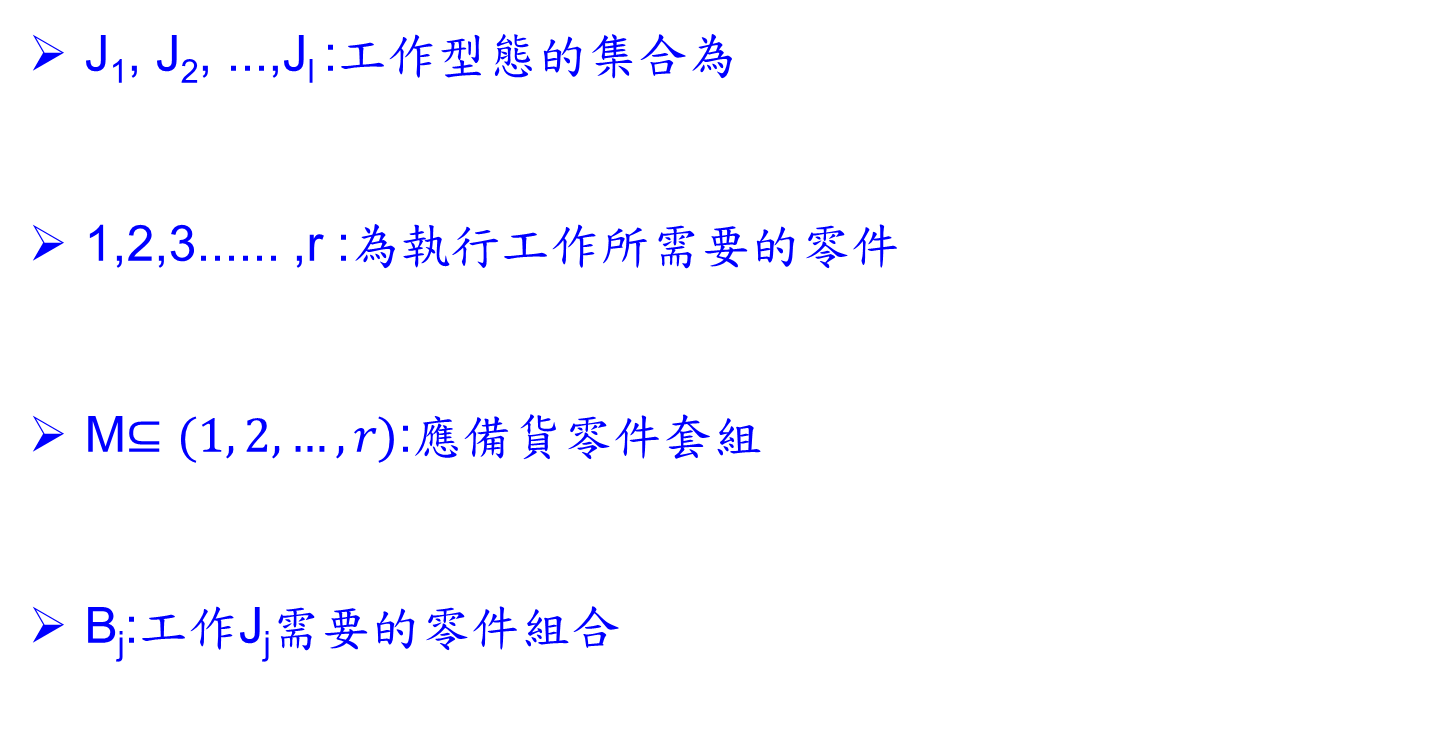 ➢ J₁, J₂, ...,Jₗ :工作型態的集合為
➢ 1,2,3...... ,r :為執行工作所需要的零件
➢ M⊆ (1, 2, … , 𝑟):應備貨零件套組
➢ Bⱼ:工作Jⱼ需要的零件組合